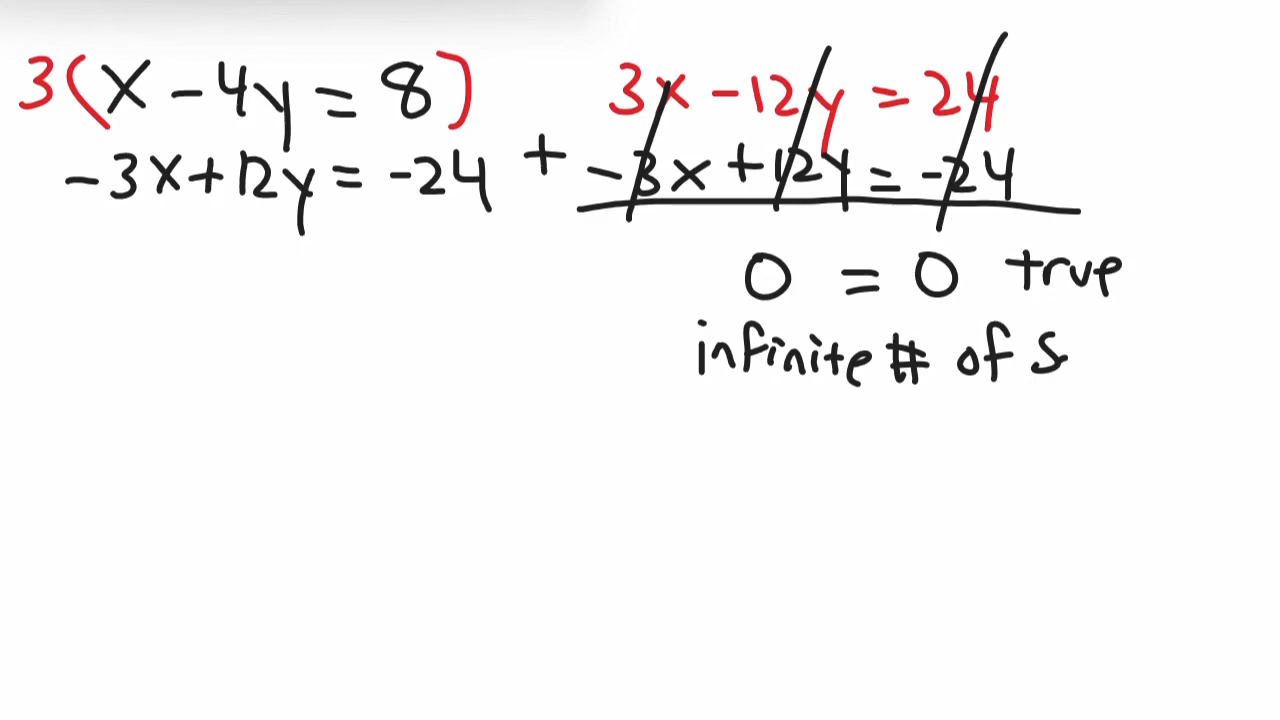 3(x - 4y = 8)
-3x + 12y = -24
3x - 12y = 24
+ -3x + 12y = -24
0 = 0 true
infinite # of s